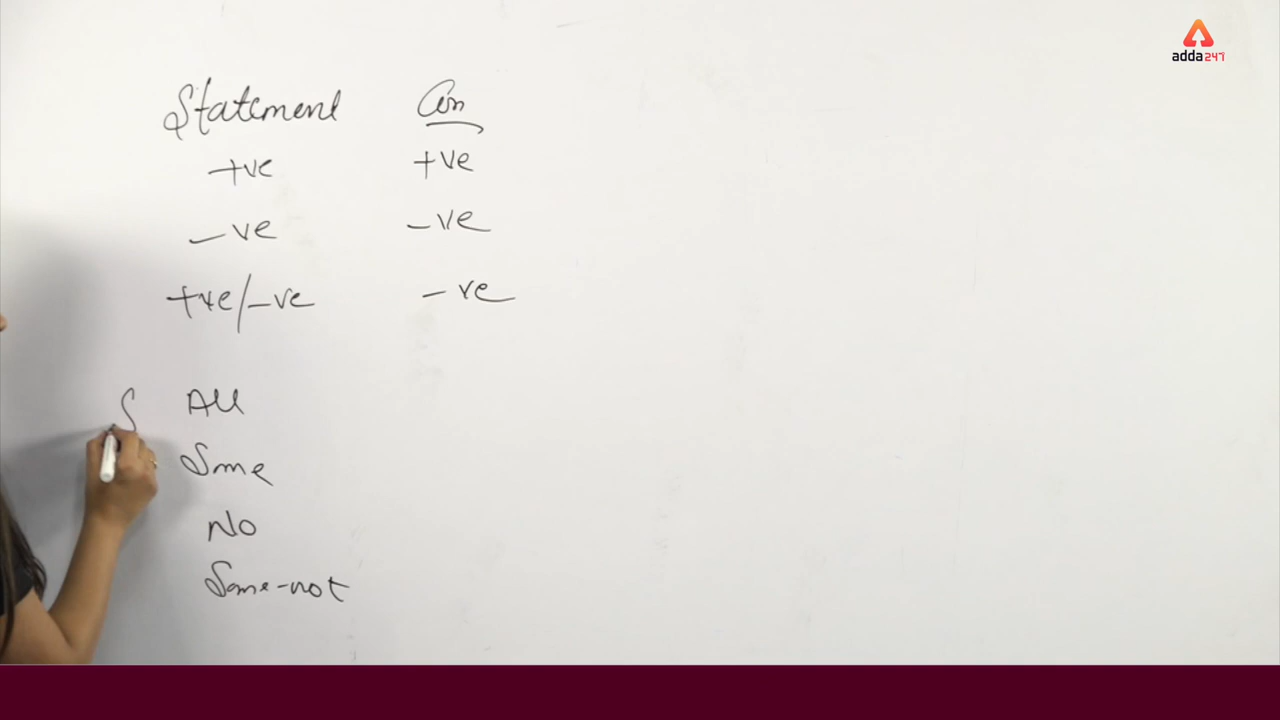 adda247
Statement Con
+ve +ve
-ve -ve
+ve/-ve -ve
All
Some
No
Some-not